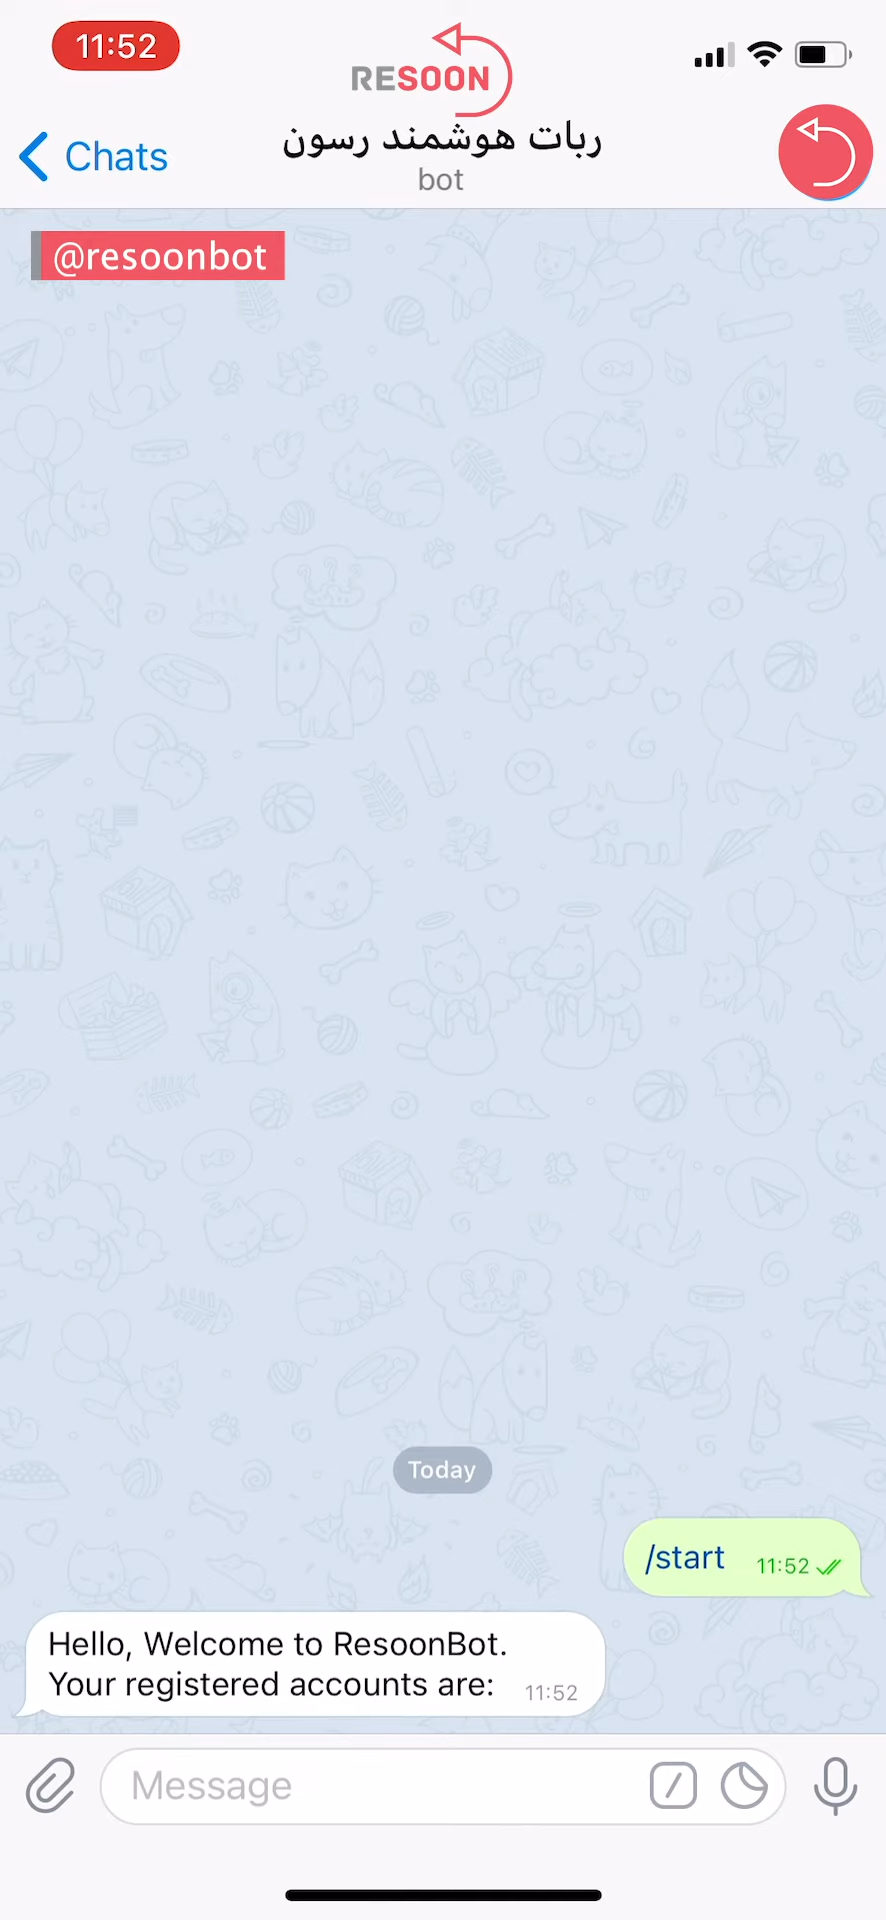 11:52
RESOON
Chats
ربات هوشمند رسون
bot
@resoonbot
Today
/start 11:52
Hello, Welcome to ResoonBot.
Your registered accounts are: 11:52
Message